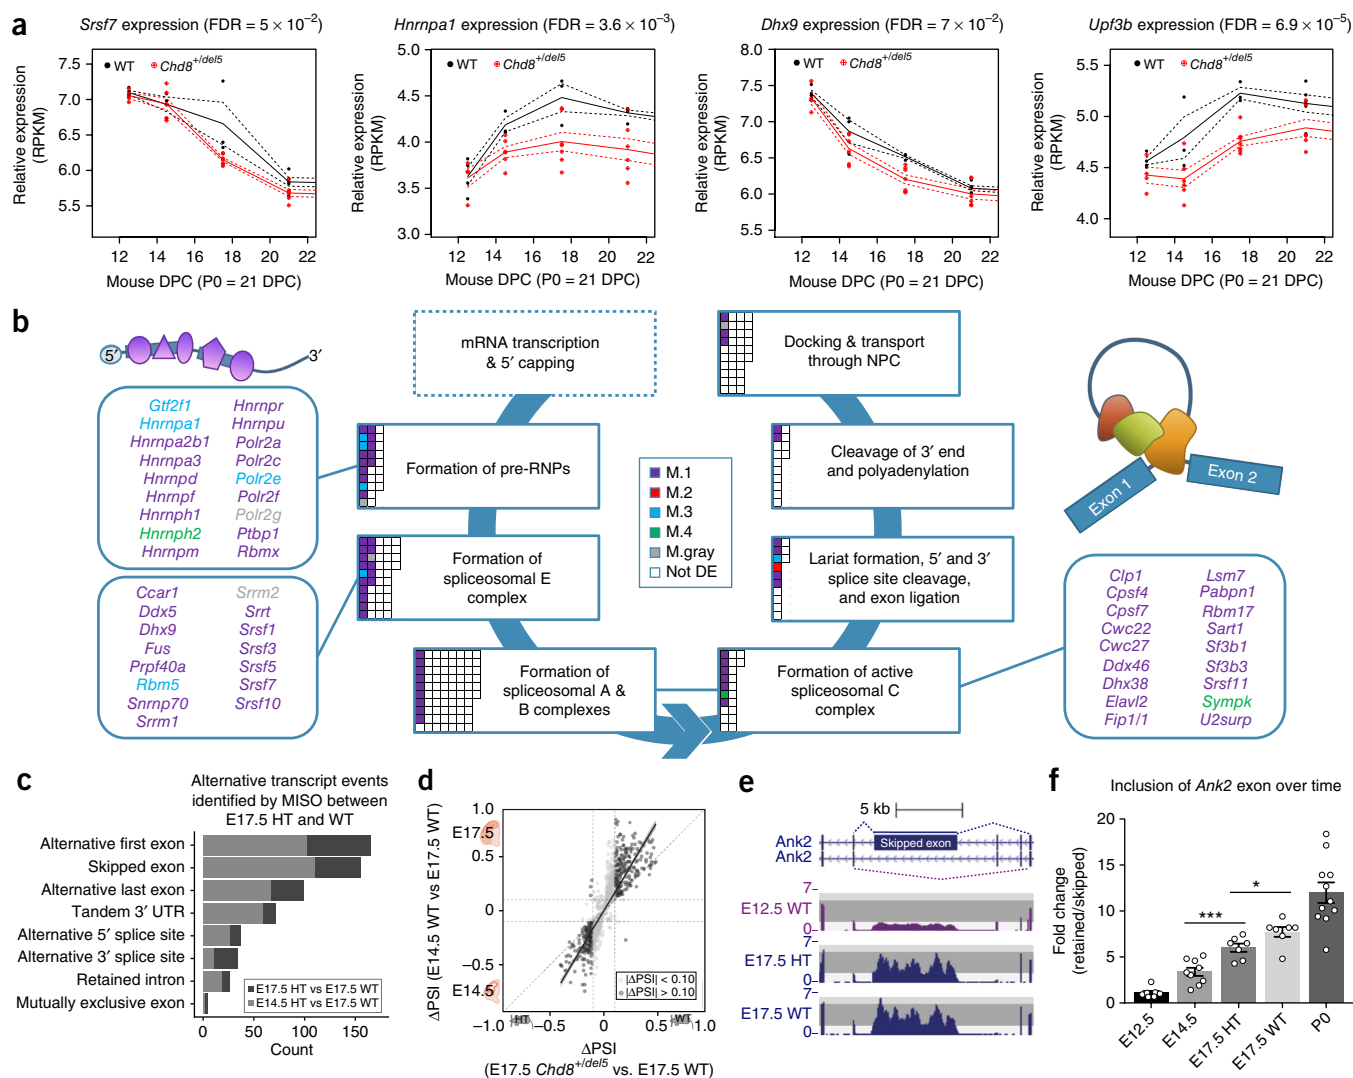 a
Srsf7 expression (FDR = 5 × 10⁻²)
Relative expression
(RPKM)
7.5
7.0
6.5
6.0
5.5
WT
Chd8⁺/ᵈᵉˡ⁵
12 14 16 18 20 22
Mouse DPC (P0 = 21 DPC)
Hnrnpa1 expression (FDR = 3.6 × 10⁻³)
Relative expression
(RPKM)
5.0
4.5
4.0
3.5
3.0
WT
Chd8⁺/ᵈᵉˡ⁵
12 14 16 18 20 22
Mouse DPC (P0 = 21 DPC)
Dhx9 expression (FDR = 7 × 10⁻²)
Relative expression
(RPKM)
8.0
7.5
7.0
6.5
6.0
5.5
WT
Chd8⁺/ᵈᵉˡ⁵
12 14 16 18 20 22
Mouse DPC (P0 = 21 DPC)
Upf3b expression (FDR = 6.9 × 10⁻⁵)
Relative expression
(RPKM)
5.5
5.0
4.5
4.0
WT
Chd8⁺/ᵈᵉˡ⁵
12 14 16 18 20 22
Mouse DPC (P0 = 21 DPC)
b
5′
3′
Gtf2f1 Hnrnpr
Hnrnpa1 Hnrnpu
Hnrnpa2b1 Polr2a
Hnrnpa3 Polr2c
Hnrnpd Polr2e
Hnrnpf Polr2f
Hnrnph1 Polr2g
Hnrnph2 Ptbp1
Hnrnpm Rbmx
Ccar1 Srrm2
Ddx5 Srrt
Dhx9 Srsf1
Fus Srsf3
Prpf40a Srsf5
Rbm5 Srsf7
Snrnp70 Srsf10
Srrm1
mRNA transcription
& 5′ capping
Formation of pre-RNPs
Formation of
spliceosomal E
complex
Formation of
spliceosomal A &
B complexes
M.1
M.2
M.3
M.4
M.gray
Not DE
Docking & transport
through NPC
Cleavage of 3′ end
and polyadenylation
Lariat formation, 5′ and 3′
splice site cleavage,
and exon ligation
Formation of active
spliceosomal C
complex
Exon 1
Exon 2
Clp1 Lsm7
Cpsf4 Pabpn1
Cpsf7 Rbm17
Cwc22 Sart1
Cwc27 Sf3b1
Ddx46 Sf3b3
Dhx38 Srsf11
Elavl2 Sympk
Fip1/1 U2surp
c
Alternative transcript events
identified by MISO between
E17.5 HT and WT
Alternative first exon
Skipped exon
Alternative last exon
Tandem 3′ UTR
Alternative 5′ splice site
Alternative 3′ splice site
Retained intron
Mutually exclusive exon
E17.5 HT vs E17.5 WT
E14.5 HT vs E17.5 WT
0 50 100 150
Count
d
ΔPSI (E14.5 WT vs E17.5 WT)
1.0
E17.5
0.5
0
−0.5
E14.5
−1.0
|ΔPSI| < 0.10
|ΔPSI| > 0.10
−1.0 HT −0.5 0 0.5 WT 1.0
ΔPSI
(E17.5 Chd8⁺/ᵈᵉˡ⁵ vs. E17.5 WT)
e
5 kb
Ank2
Skipped exon
Ank2
7
E12.5 WT
0
7
E17.5 HT
0
7
E17.5 WT
0
f
Inclusion of Ank2 exon over time
Fold change
(retained/skipped)
20
15
10
5
0
***
*
E12.5
E14.5
E17.5 HT
E17.5 WT
P0